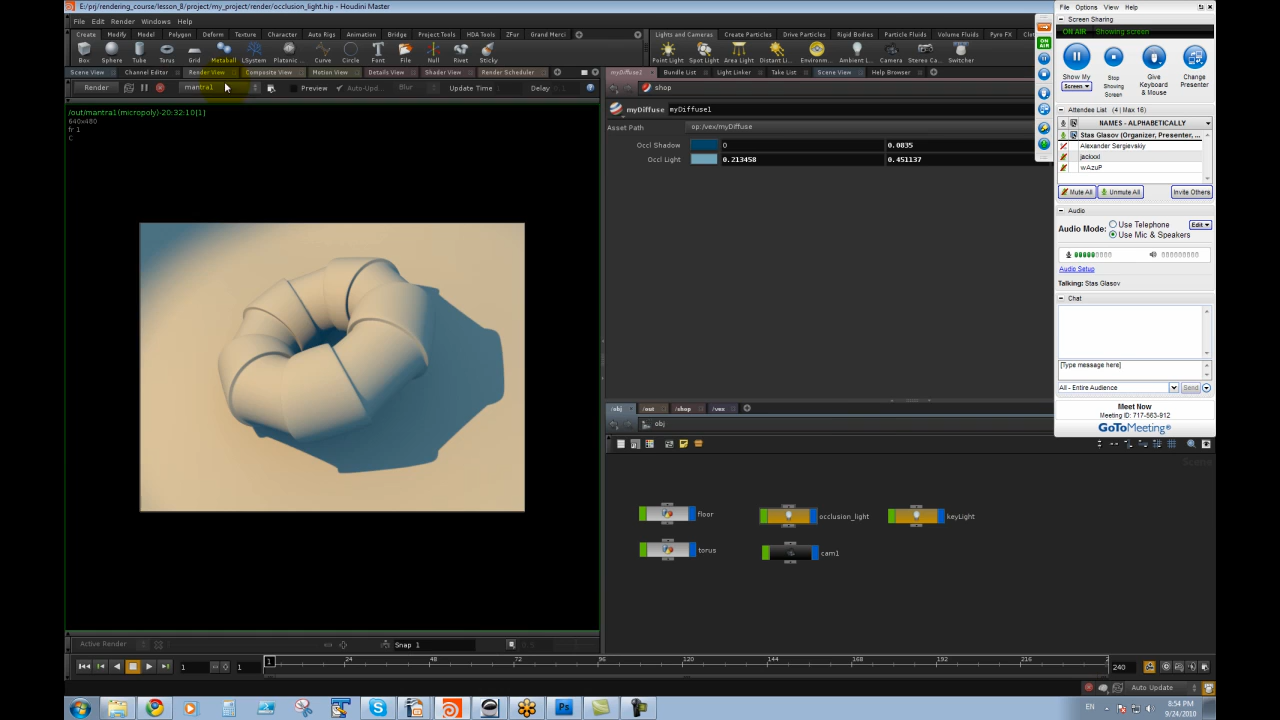 E:/prj/rendering_course/lesson_8/project/my_project/render/occlusion_light.hip - Houdini Master
File Edit Render Windows Help
Create Modify Model Polygon Deform Texture Character Auto Rigs Animation Bridge Project Tools HDA Tools ZFur Grand Merci
Box Sphere Tube Torus Grid Metaball LSystem Platonic ... Curve Circle Font Null Rivet Sticky
Lights and Cameras Create Particles Drive Particles Rigid Bodies Particle Fluids Viscous Fluids Pyro FX
Point Light Spot Light Area Light Distant Li... Environm... Ambient L... Camera Stereo Cam... Switcher
Scene View Channel Editor Render View Composite View Motion View Details View Shader View Render Scheduler
myDiffuse1 Bundle List Light Linker Take List Scene View Help Browser
Render mantra1 Preview Auto-Upd... Blur Update Time Delay 0.1
shop
/out/mantra1 (micropoly)-20:32:10[1]
640x480
fr 1
C
myDiffuse myDiffuse1
Asset Path op:/vex/myDiffuse
Occl Shadow 0 0.0835
Occl Light 0.213458 0.451137
/obj /out /shop /vex
obj
Scene
floor occlusion_light keyLight
torus cam1
Active Render Snap 1
1 1 1 24 48 72 96 120 144 168 192 216 240
Auto Update
File Options View Help
Screen Sharing
ON AIR Showing screen
ON AIR
Show My Screen
Stop Showing Screen
Give Keyboard & Mouse
Change Presenter
Attendee List (4 | Max 16)
NAMES - ALPHABETICALLY
Stas Glasov (Organizer, Presenter, ...
Alexander Sergievskiy
jackxxl
wAzuP
Mute All Unmute All Invite Others
Audio
Audio Mode: Use Telephone Edit
Use Mic & Speakers
Audio Setup
Talking: Stas Glasov
Chat
[Type message here]
All - Entire Audience Send
Meet Now
Meeting ID: 717-563-912
GoToMeeting
EN 8:54 PM
9/24/2010